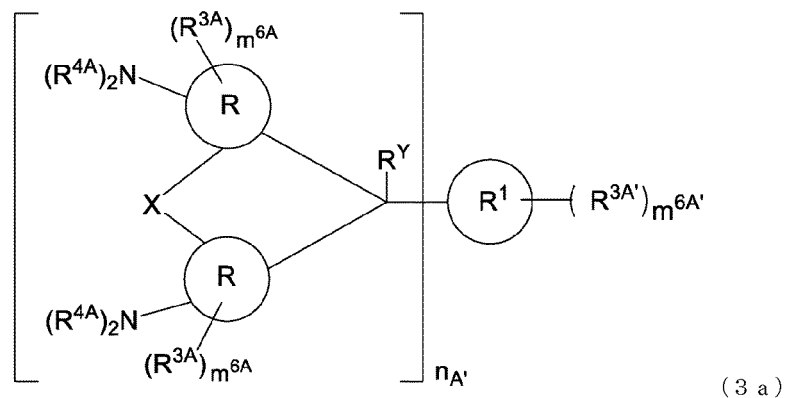 (R³ᴬ)m⁶ᴬ
(R⁴ᴬ)₂N
R
Rʸ
X
R¹
( R³ᴬ')m⁶ᴬ'
R
(R⁴ᴬ)₂N
(R³ᴬ)m⁶ᴬ
nA'
(3a)